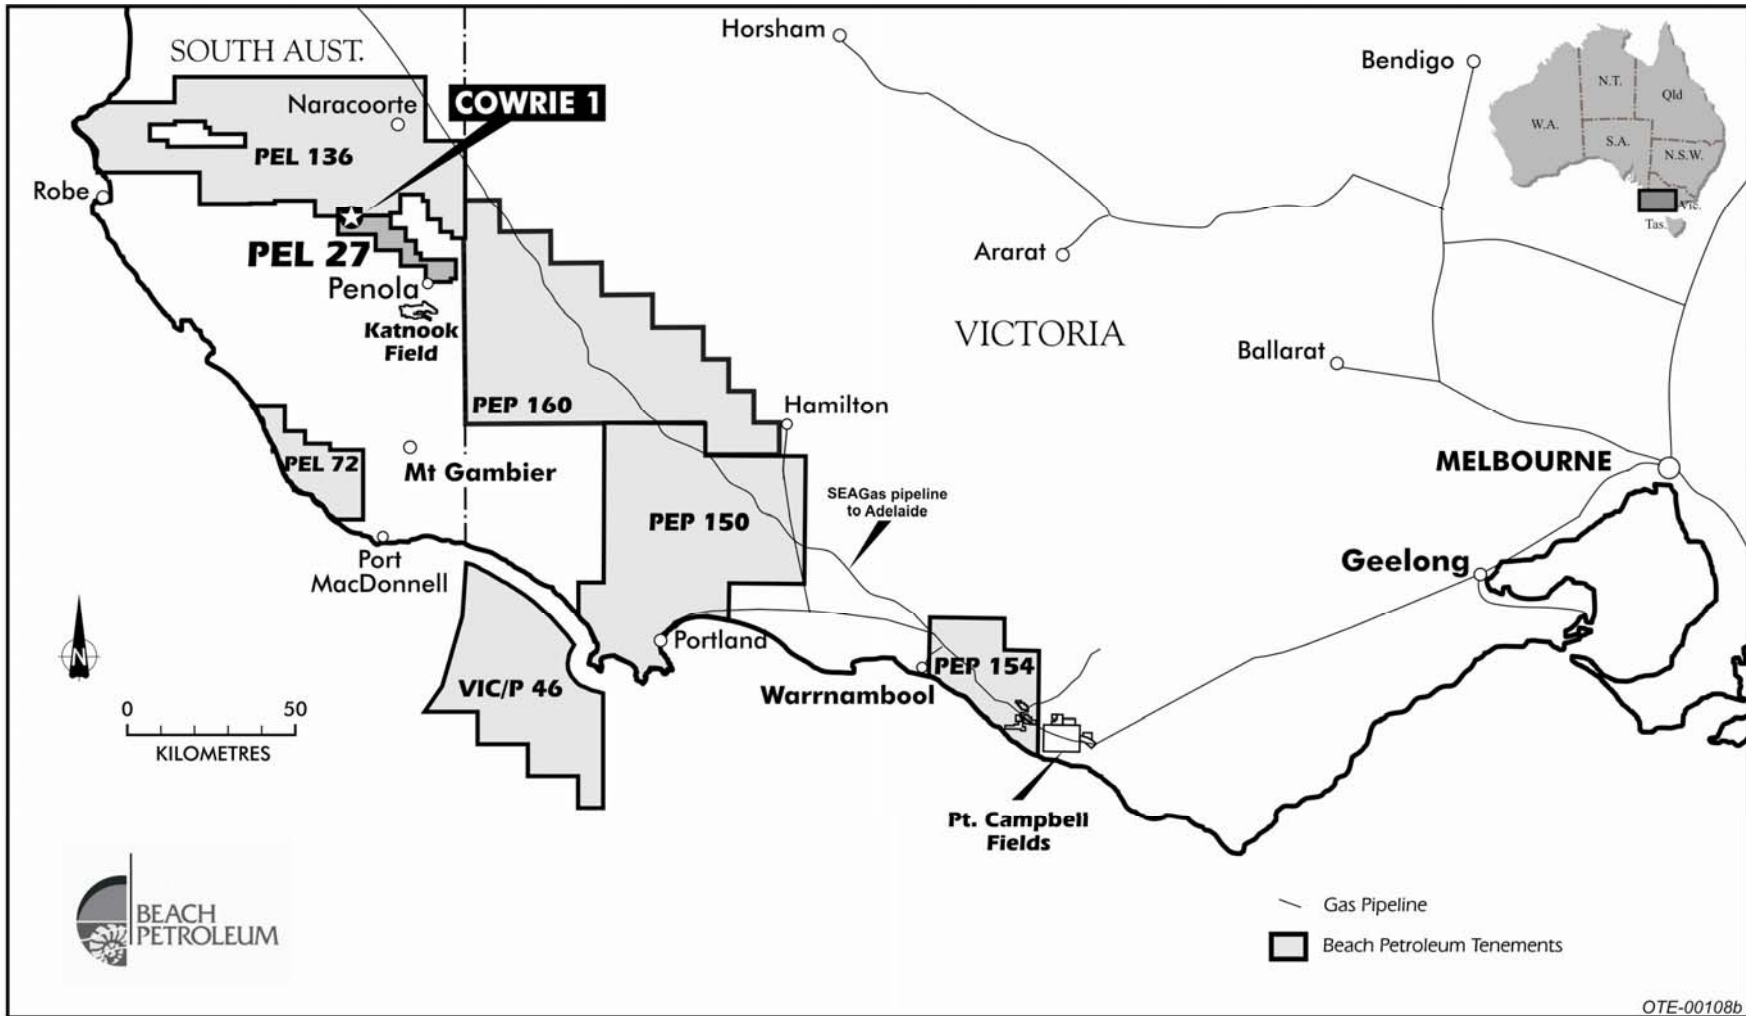 SOUTH AUST.
Horsham
Bendigo
Naracoorte
COWRIE 1
N.T.
Qld
W.A.
S.A.
N.S.W.
Vic.
Tas.
PEL 136
Robe
PEL 27
Penola
Katnook
Field
Ararat
VICTORIA
Ballarat
PEP 160
Hamilton
PEL 72
Mt Gambier
MELBOURNE
SEAGas pipeline
to Adelaide
PEP 150
Port
MacDonnell
Geelong
N
Portland
PEP 154
VIC/P 46
Warrnambool
0 50
KILOMETRES
Pt. Campbell
Fields
BEACH
PETROLEUM
Gas Pipeline
Beach Petroleum Tenements
OTE-00108b